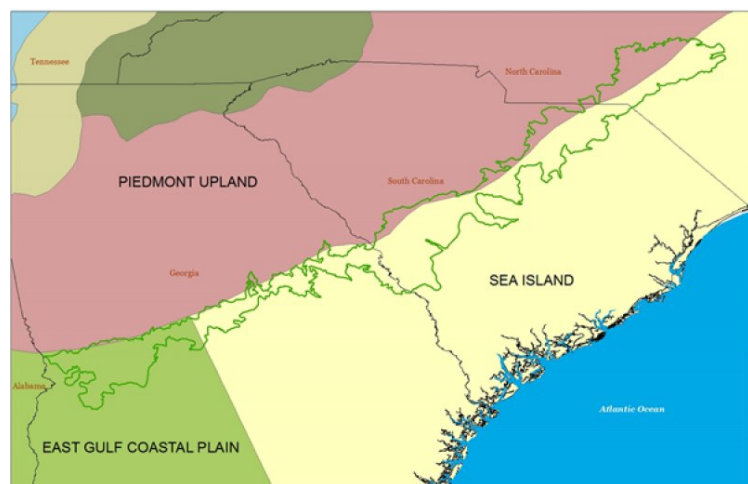 Tennessee
North Carolina
PIEDMONT UPLAND
South Carolina
Georgia
SEA ISLAND
Alabama
Atlantic Ocean
EAST GULF COASTAL PLAIN